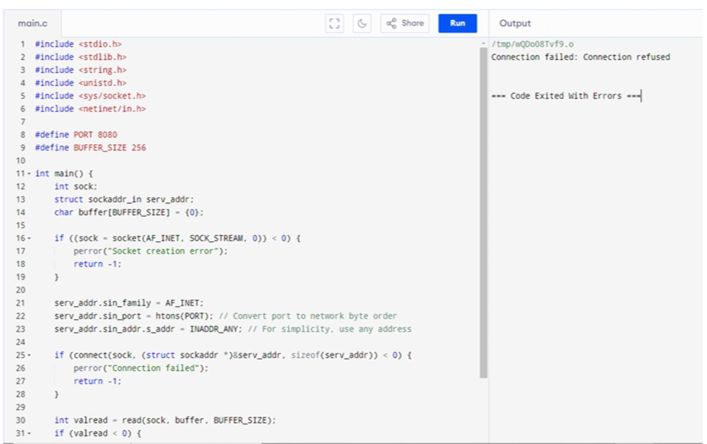 main.c
Share
Run
Output
1 #include <stdio.h>
2 #include <stdlib.h>
3 #include <string.h>
4 #include <unistd.h>
5 #include <sys/socket.h>
6 #include <netinet/in.h>
7
8 #define PORT 8080
9 #define BUFFER_SIZE 256
10
11 int main() {
12 int sock;
13 struct sockaddr_in serv_addr;
14 char buffer[BUFFER_SIZE] = {0};
15
16 if ((sock = socket(AF_INET, SOCK_STREAM, 0)) < 0) {
17 perror("Socket creation error");
18 return -1;
19 }
20
21 serv_addr.sin_family = AF_INET;
22 serv_addr.sin_port = htons(PORT); // Convert port to network byte order
23 serv_addr.sin_addr.s_addr = INADDR_ANY; // For simplicity, use any address
24
25 if (connect(sock, (struct sockaddr *)&serv_addr, sizeof(serv_addr)) < 0) {
26 perror("Connection failed");
27 return -1;
28 }
29
30 int valread = read(sock, buffer, BUFFER_SIZE);
31 if (valread < 0) {
/tmp/wQDoO8Tvf9.o
Connection failed: Connection refused
=== Code Exited With Errors ===